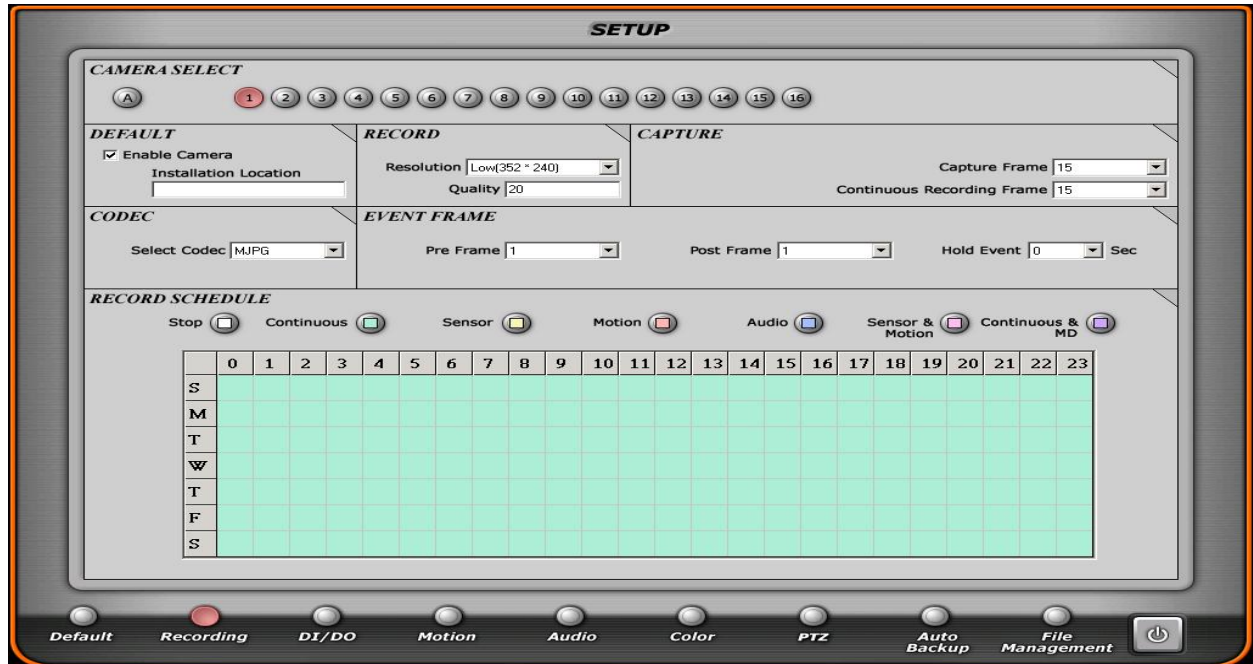 SETUP
CAMERA SELECT
A 1 2 3 4 5 6 7 8 9 10 11 12 13 14 15 16
DEFAULT
Enable Camera
Installation Location
RECORD
Resolution Low(352 * 240)
Quality 20
CAPTURE
Capture Frame 15
Continuous Recording Frame 15
CODEC
Select Codec MJPG
EVENT FRAME
Pre Frame 1 Post Frame 1 Hold Event 0 Sec
RECORD SCHEDULE
Stop Continuous Sensor Motion Audio Sensor & Motion Continuous & MD
0 1 2 3 4 5 6 7 8 9 10 11 12 13 14 15 16 17 18 19 20 21 22 23
S
M
T
W
T
F
S
Default Recording DI/DO Motion Audio Color PTZ Auto Backup File Management